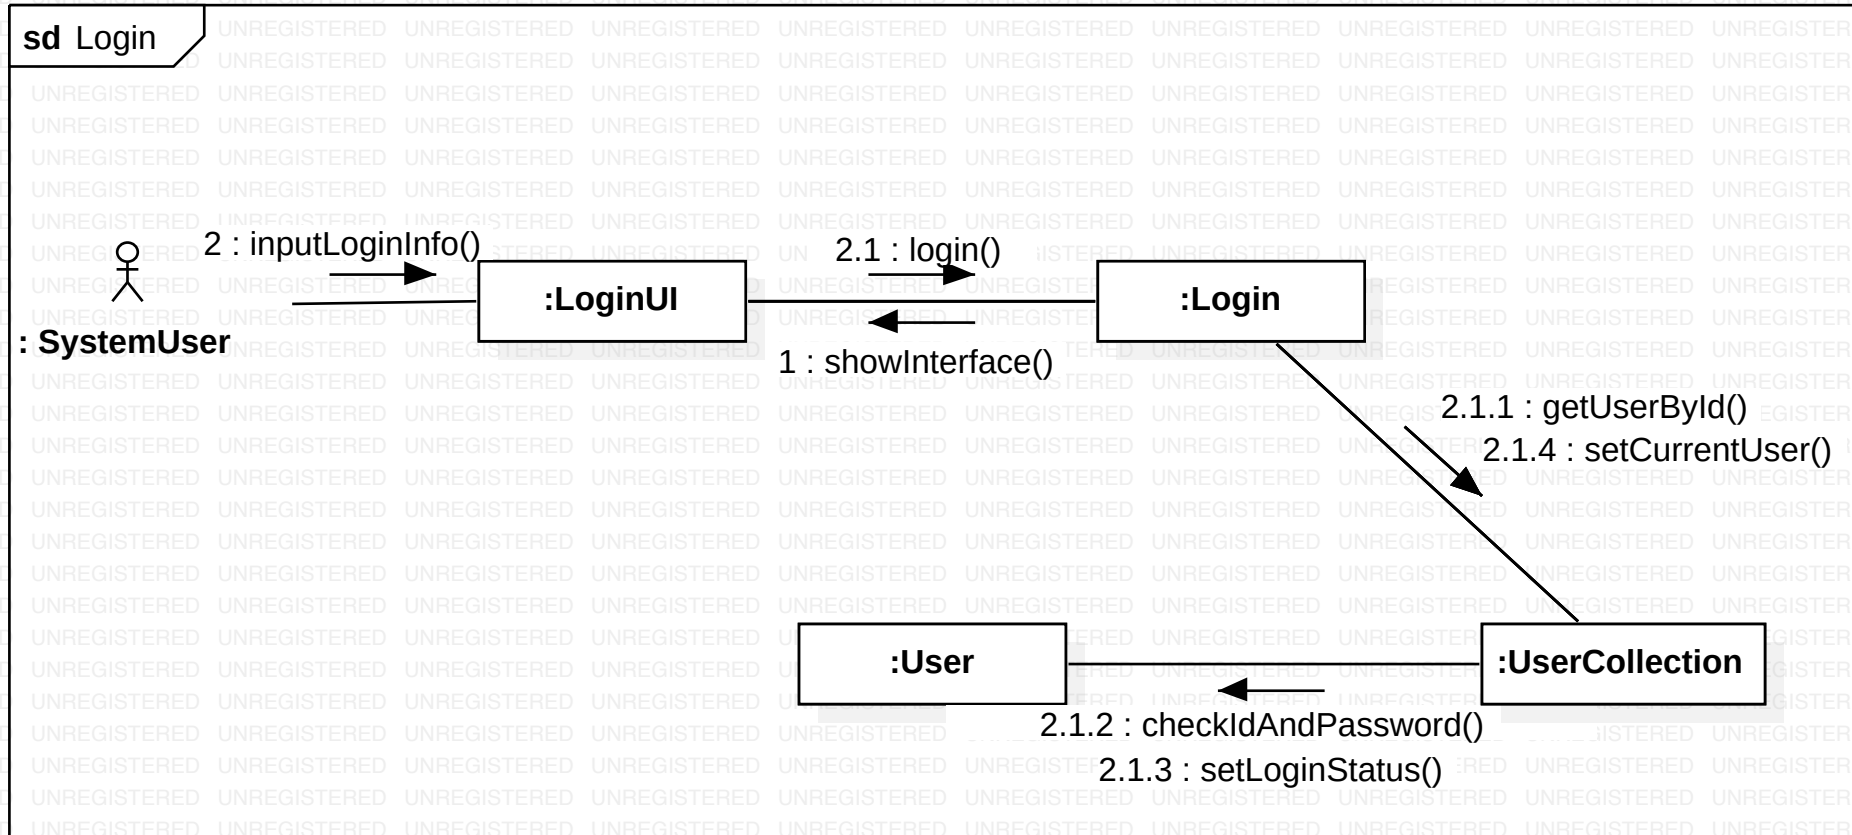 sd Login
2 : inputLoginInfo()
2.1 : login()
:LoginUI
:Login
: SystemUser
1 : showInterface()
2.1.1 : getUserById()
2.1.4 : setCurrentUser()
:User
:UserCollection
2.1.2 : checkIdAndPassword()
2.1.3 : setLoginStatus()
UNREGISTERED